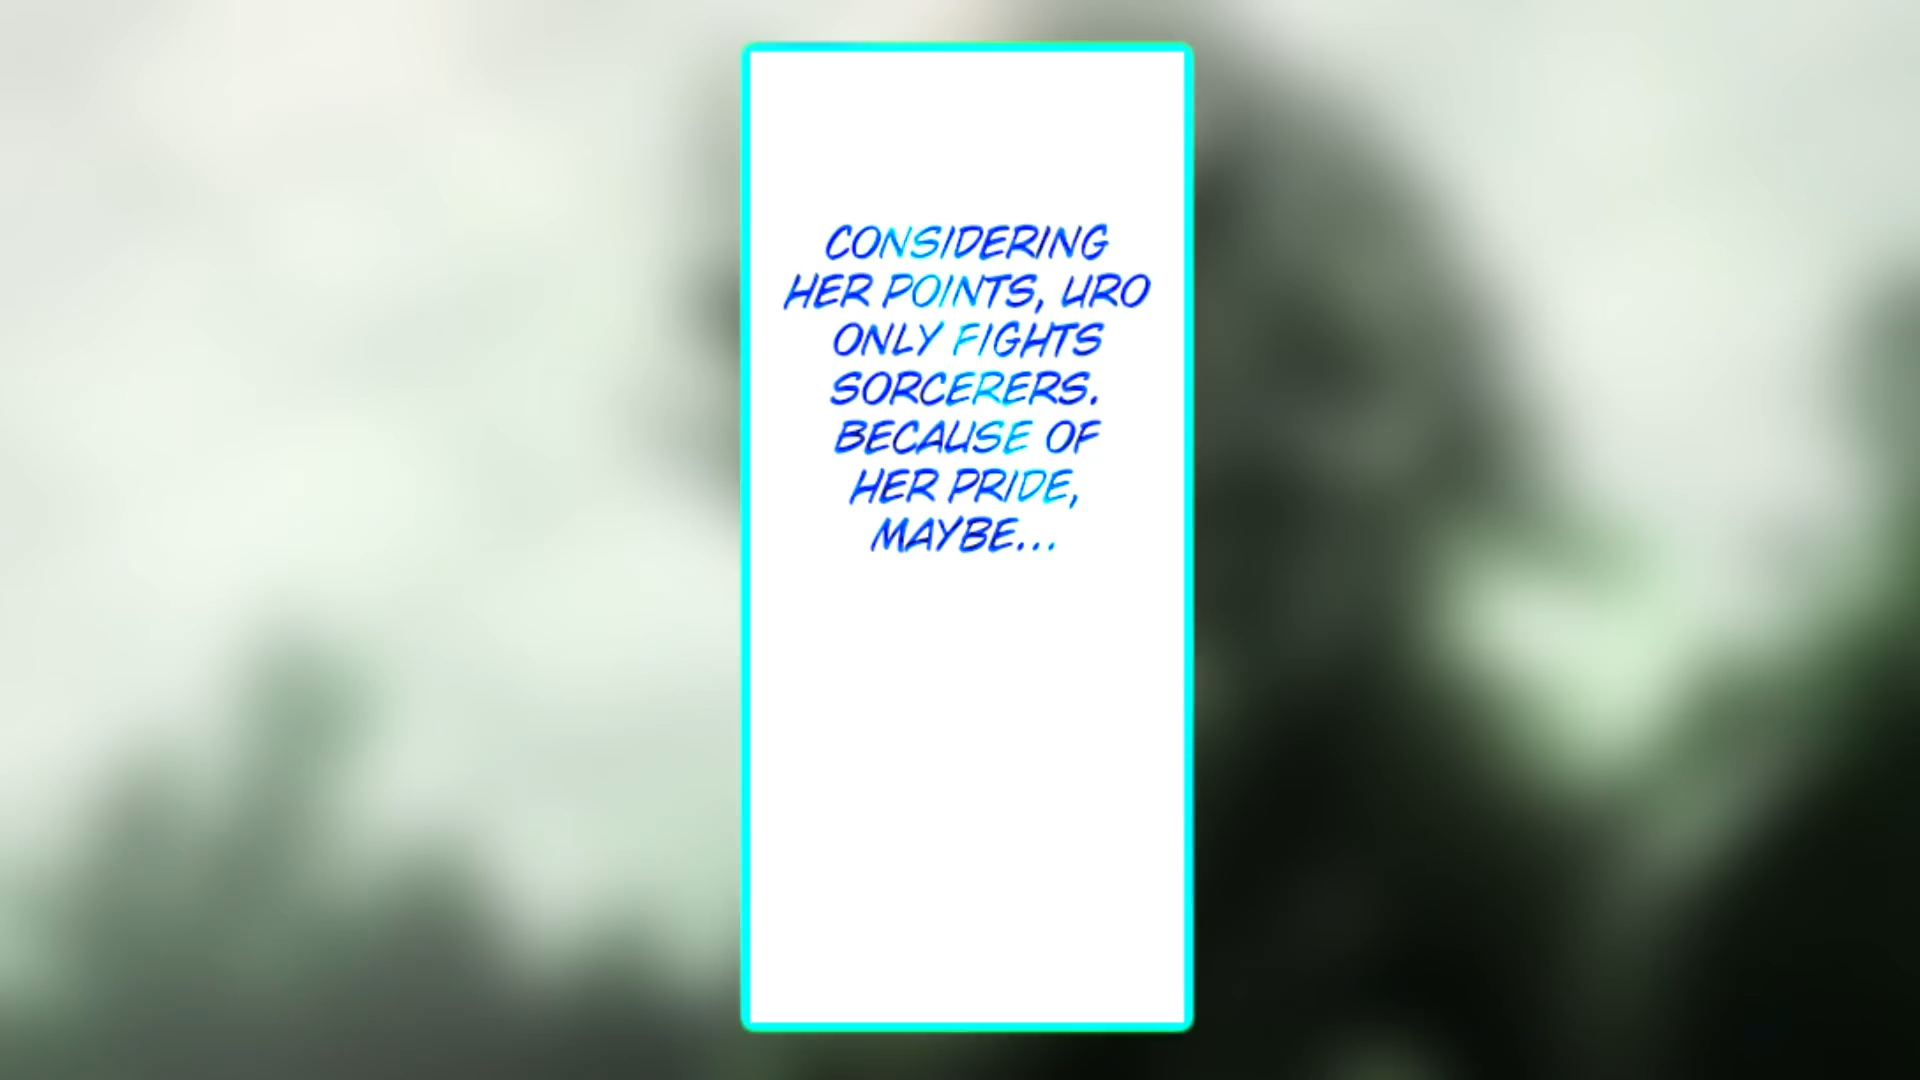 CONSIDERING
HER POINTS, URO
ONLY FIGHTS
SORCERERS.
BECAUSE OF
HER PRIDE,
MAYBE...